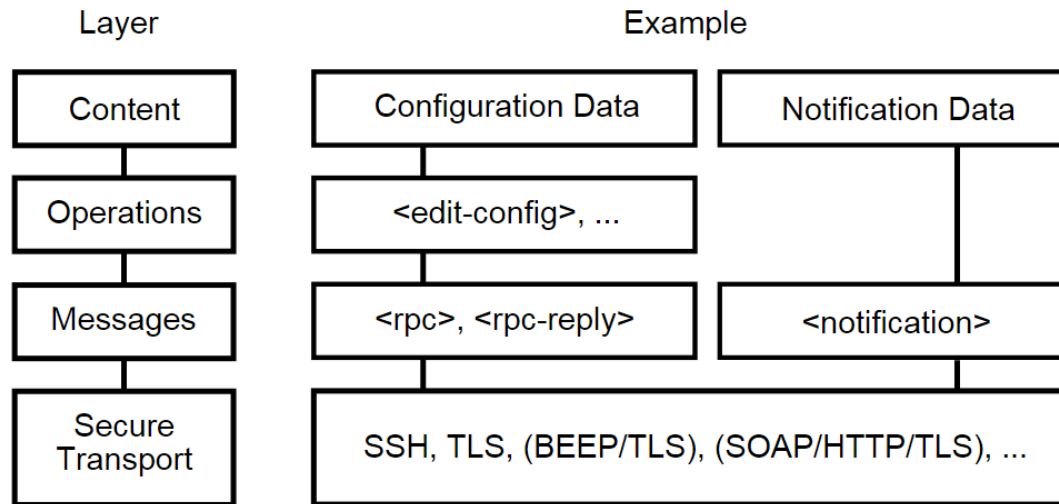 Layer
Example
Content
Configuration Data
Notification Data
Operations
<edit-config>, ...
Messages
<rpc>, <rpc-reply>
<notification>
Secure
Transport
SSH, TLS, (BEEP/TLS), (SOAP/HTTP/TLS), ...